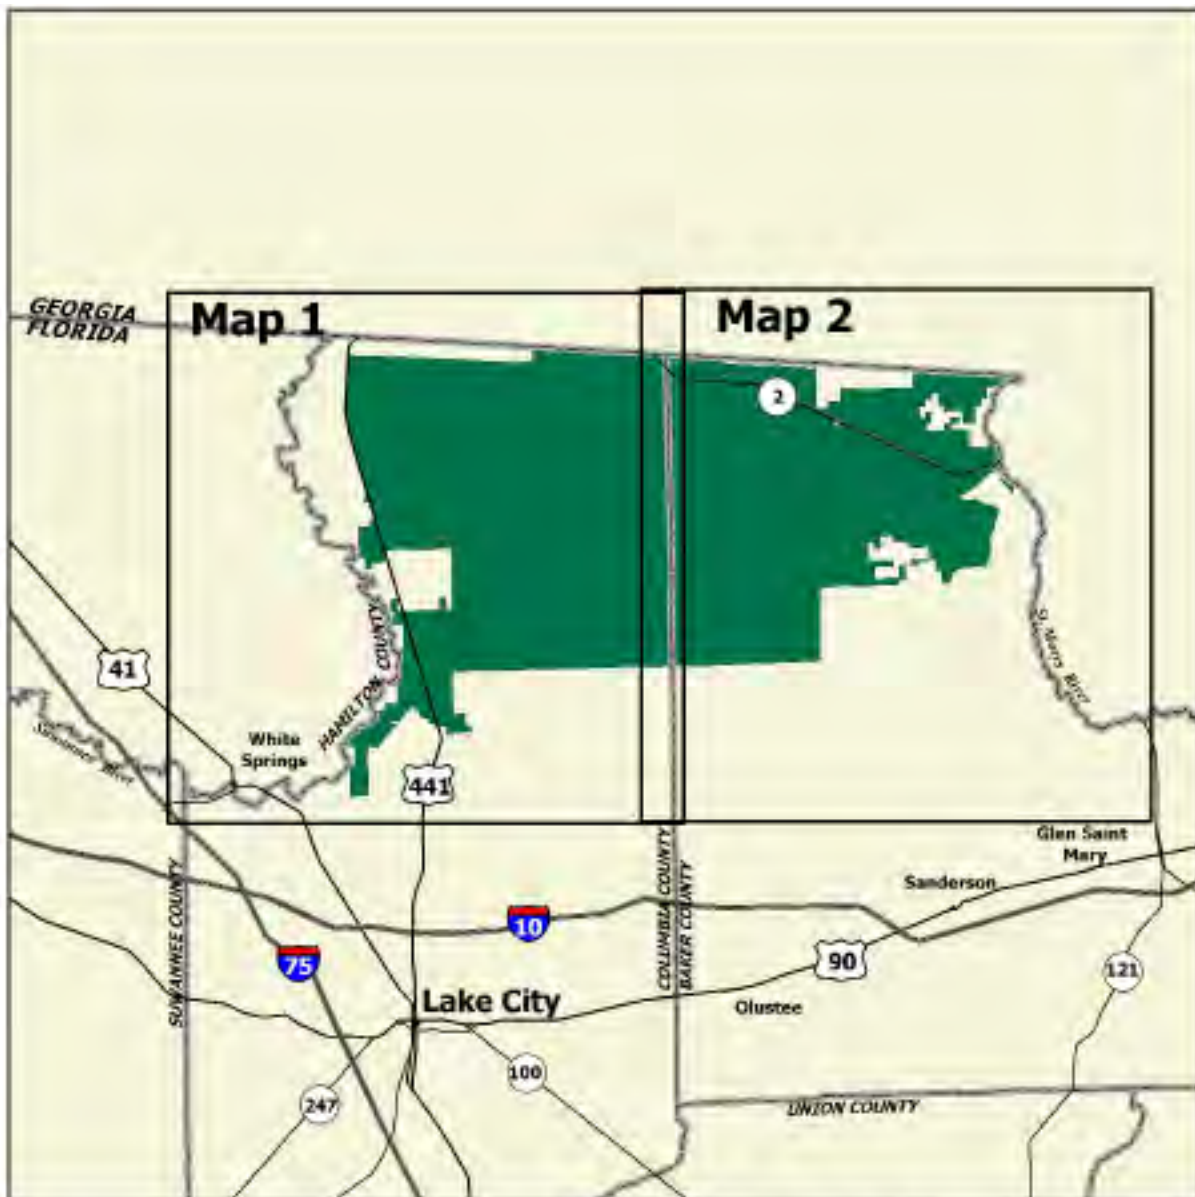 GEORGIA
FLORIDA
Map 1
Map 2
2
HAMILTON COUNTY
St. Marys River
41
White
Springs
Suwannee River
441
Glen Saint
Mary
Sanderson
SUWANNEE COUNTY
COLUMBIA COUNTY
BAKER COUNTY
10
75
90
121
Lake City
Olustee
100
247
UNION COUNTY